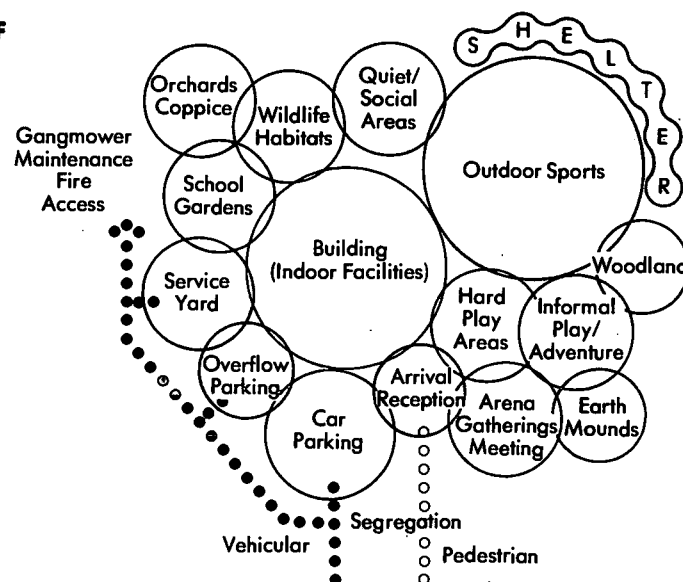 F
SHELTER
Orchards
Coppice
Wildlife
Habitats
Quiet/
Social
Areas
Outdoor Sports
Gangmower
Maintenance
Fire
Access
School
Gardens
Building
(Indoor Facilities)
Woodland
Service
Yard
Hard
Play
Areas
Informal
Play/
Adventure
Overflow
Parking
Car
Parking
Arrival
Reception
Arena
Gatherings
Meeting
Earth
Mounds
Segregation
Vehicular
Pedestrian